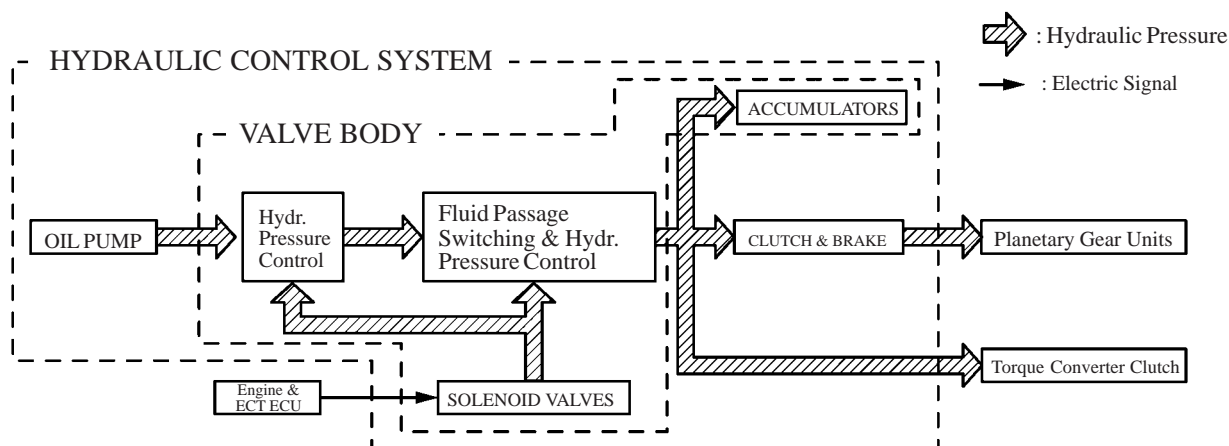 HYDRAULIC CONTROL SYSTEM
: Hydraulic Pressure
: Electric Signal
VALVE BODY
ACCUMULATORS
OIL PUMP
Hydr.
Pressure
Control
Fluid Passage
Switching & Hydr.
Pressure Control
CLUTCH & BRAKE
Planetary Gear Units
Torque Converter Clutch
Engine &
ECT ECU
SOLENOID VALVES